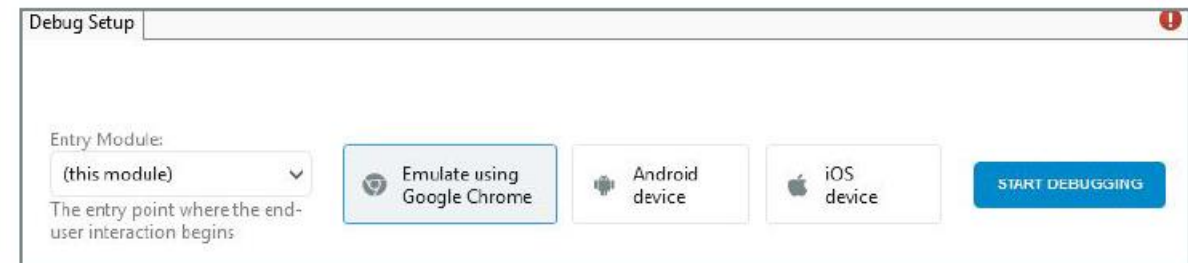 Debug Setup
Entry Module:
(this module)
The entry point where the end-
user interaction begins
Emulate using
Google Chrome
Android
device
iOS
device
START DEBUGGING